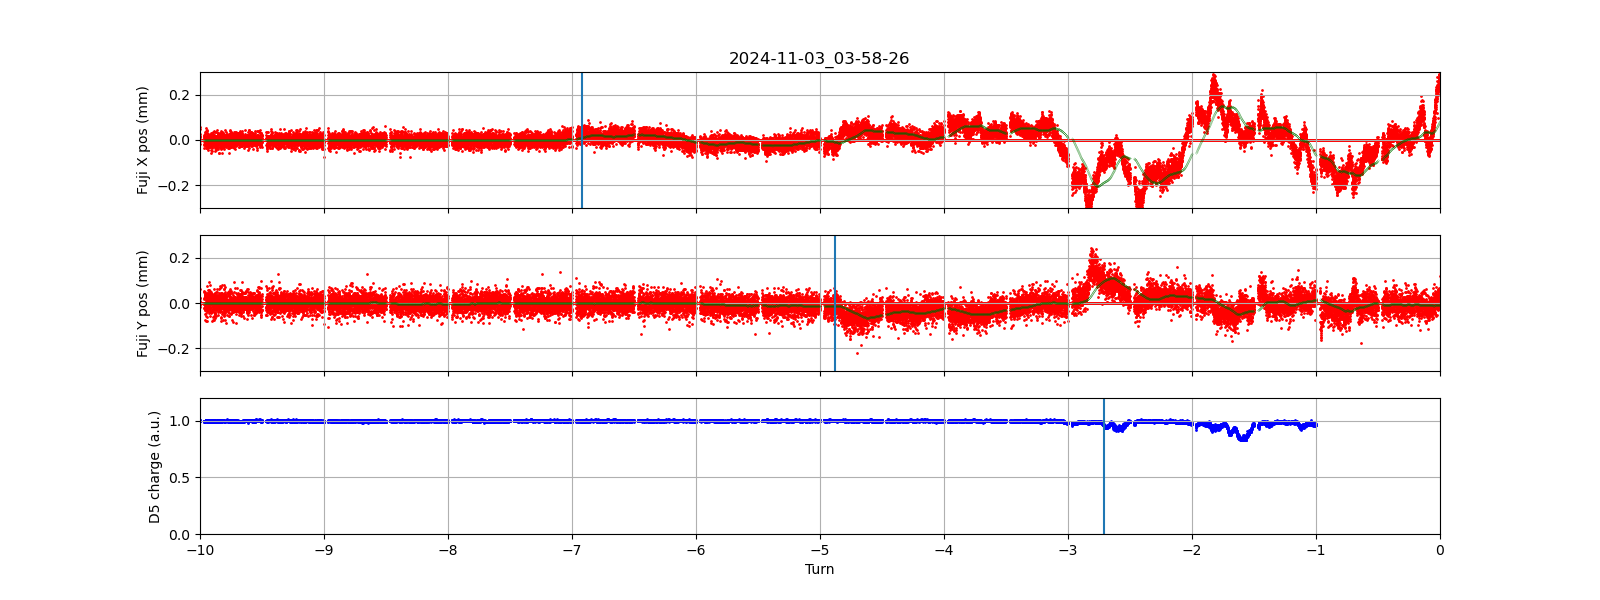 2024-11-03_03-58-26
Fuji X pos (mm)
0.2
0.0
−0.2
Fuji Y pos (mm)
0.2
0.0
−0.2
D5 charge (a.u.)
1.0
0.5
0.0
−10 −9 −8 −7 −6 −5 −4 −3 −2 −1 0
Turn